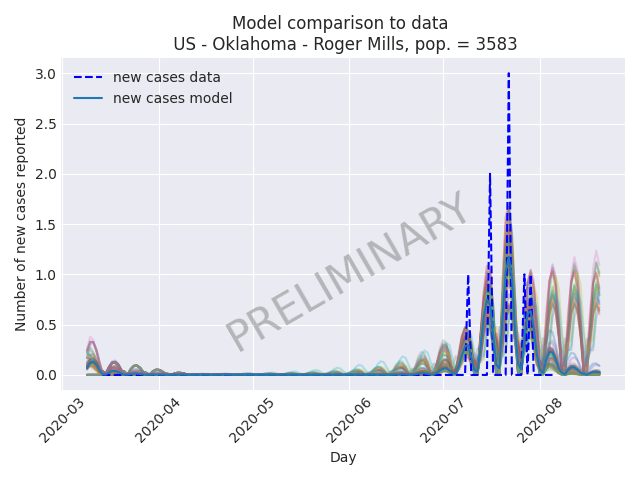 Model comparison to data
US - Oklahoma - Roger Mills, pop. = 3583
new cases data
new cases model
Number of new cases reported
3.0
2.5
2.0
1.5
1.0
0.5
0.0
PRELIMINARY
2020-03
2020-04
2020-05
2020-06
2020-07
2020-08
Day